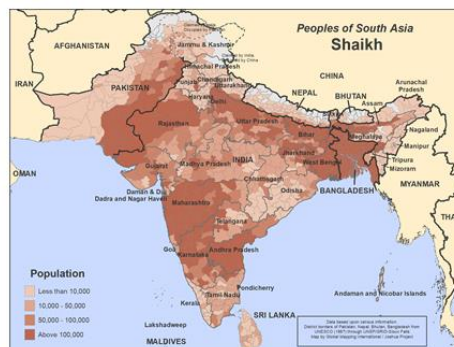 Peoples of South Asia
Shaikh
AFGHANISTAN
Jammu & Kashmir
Himachal Pradesh
CHINA
Punjab
Chandigarh
Uttarakhand
PAKISTAN
Haryana
Delhi
NEPAL
BHUTAN
Arunachal
Pradesh
Assam
Rajasthan
Uttar Pradesh
Nagaland
Bihar
Meghalaya
Manipur
Jharkhand
Tripura
Mizoram
OMAN
Gujarat
Madhya Pradesh
INDIA
West Bengal
Chhattisgarh
BANGLADESH
MYANMAR
Daman & Diu
Dadra and Nagar Haveli
Odisha
Maharashtra
Telangana
Goa
Karnataka
Andhra Pradesh
Pondicherry
Andaman and Nicobar Islands
Tamil Nadu
Kerala
Lakshadweep
SRI LANKA
MALDIVES
Population
Less than 10,000
10,000 - 50,000
50,000 - 100,000
Above 100,000
Data based upon various information.
Map by Global Mapping International / Joshua Project